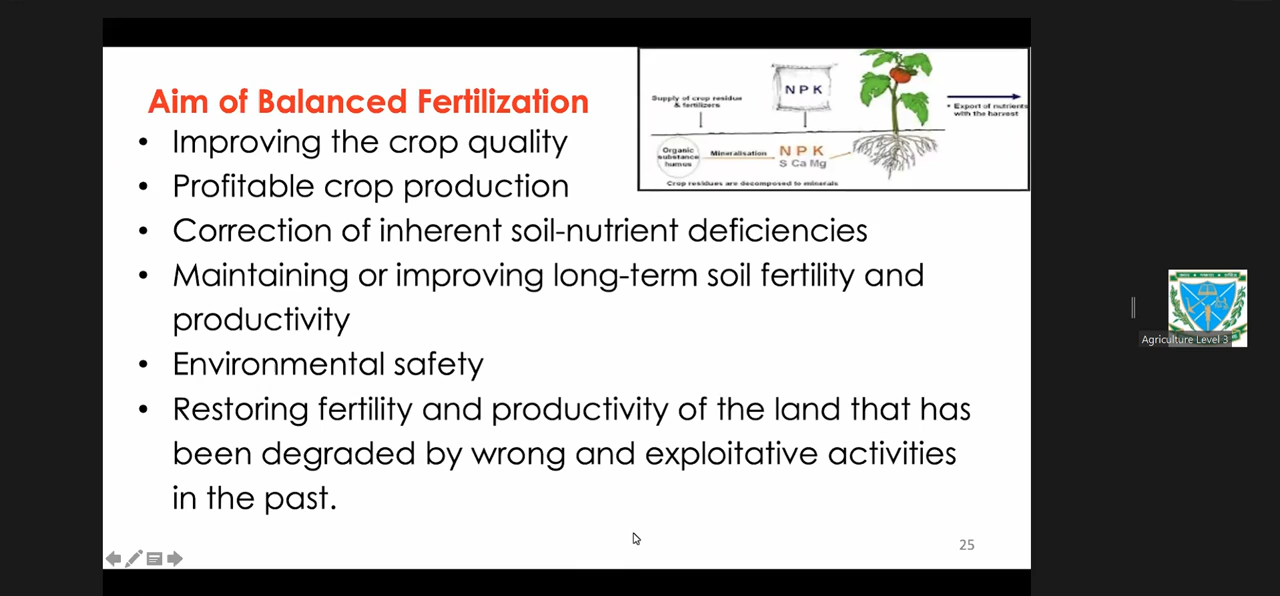 Aim of Balanced Fertilization
• Improving the crop quality
• Profitable crop production
• Correction of inherent soil-nutrient deficiencies
• Maintaining or improving long-term soil fertility and
productivity
• Environmental safety
• Restoring fertility and productivity of the land that has
been degraded by wrong and exploitative activities
in the past.
Supply of crop residue
& fertilizers
N P K
• Export of nutrients
with the harvest
Organic
substance
humus
Mineralisation
N P K
S Ca Mg
Crop residues are decomposed to minerals
25
Agriculture Level 3